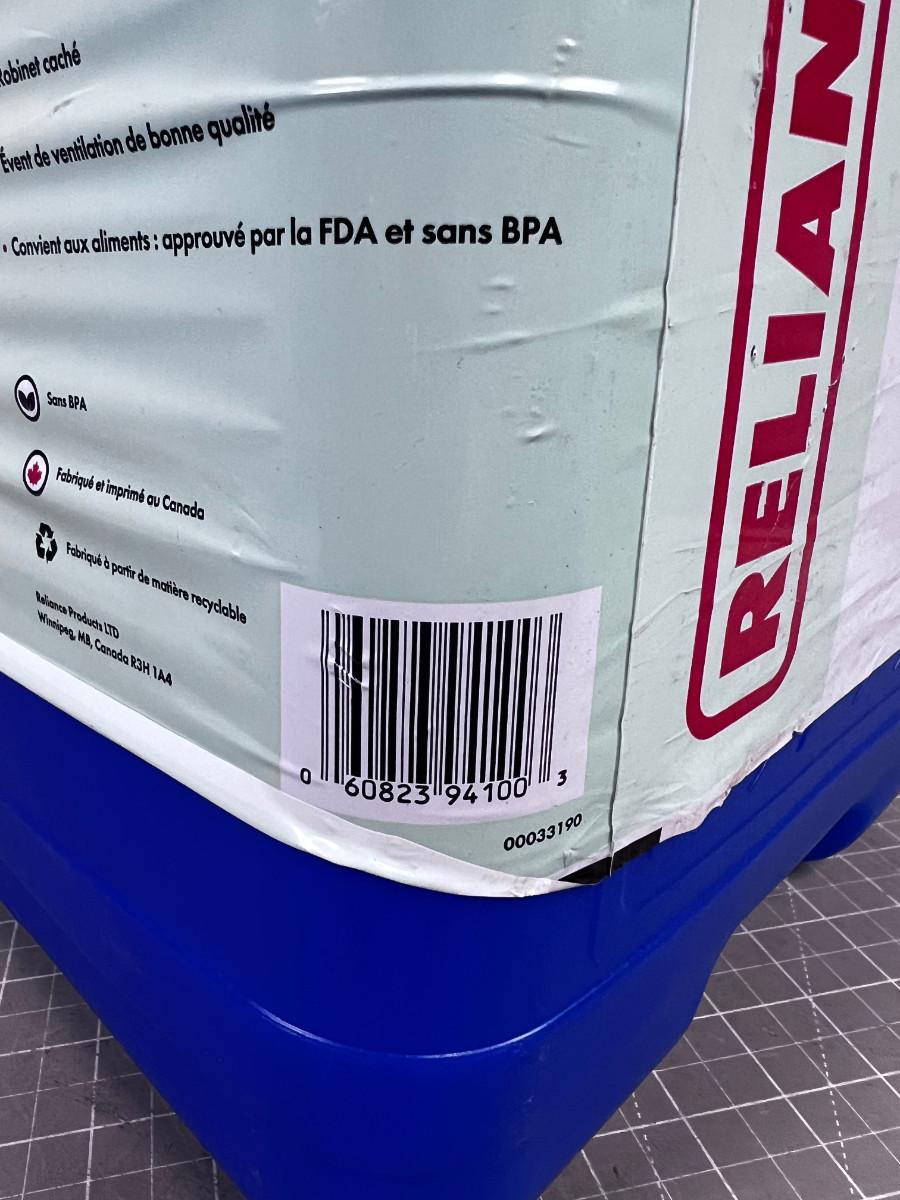 Robinet caché
Évent de ventilation de bonne qualité
• Convient aux aliments : approuvé par la FDA et sans BPA
Sans BPA
Fabriqué et imprimé au Canada
Fabriqué à partir de matière recyclable
Reliance Products LTD
Winnipeg, MB, Canada R3H 1A4
0 60823 94100 3
00033190
RELIAN